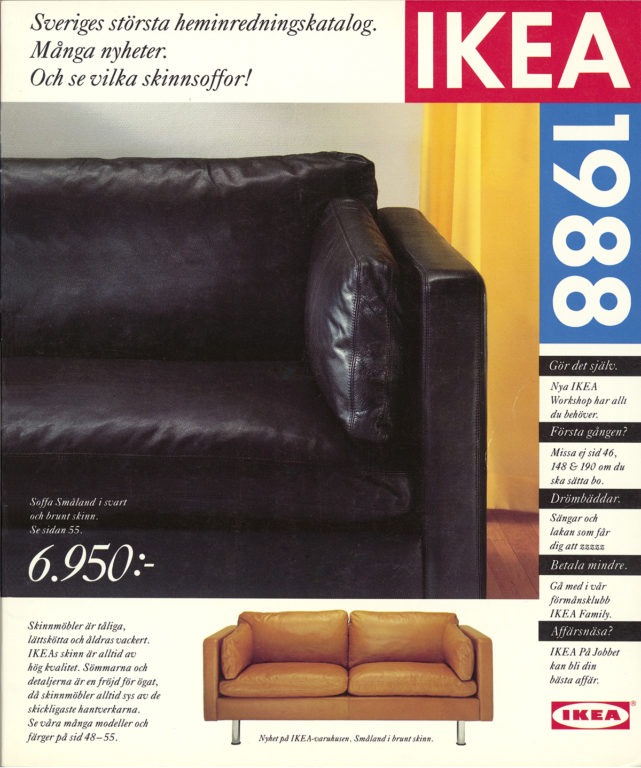 Sveriges största heminredningskatalog.
Många nyheter.
Och se vilka skinnsoffor!
IKEA
1988
Gör det själv.
Nya IKEA
Workshop har allt
du behöver.
Första gången?
Missa ej sid 46,
148 & 190 om du
ska sätta bo.
Drömbäddar.
Sängar och
lakan som får
dig att zzzzz
Betala mindre.
Gå med i vår
förmånsklubb
IKEA Family.
Affärsnäsa?
IKEA På Jobbet
kan bli din
bästa affär.
Soffa Småland i svart
och brunt skinn.
Se sidan 55.
6.950:-
Skinnmöbler är tåliga,
lättskötta och åldras vackert.
IKEAs skinn är alltid av
hög kvalitet. Sömmarna och
detaljerna är en fröjd för ögat,
då skinnmöbler alltid sys av de
skickligaste hantverkarna.
Se våra många modeller och
färger på sid 48–55.
Nyhet på IKEA-varuhusen. Småland i brunt skinn.
IKEA®